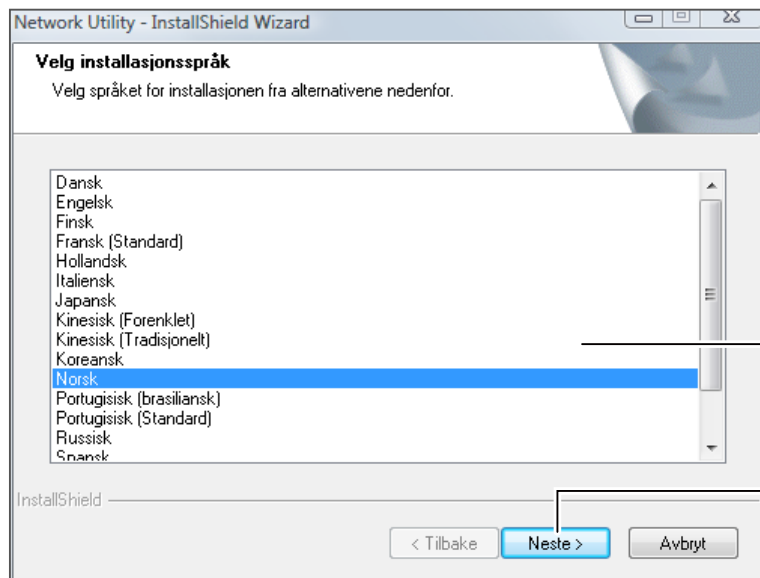 Network Utility - InstallShield Wizard
Velg installasjonsspråk
Velg språket for installasjonen fra alternativene nedenfor.
Dansk
Engelsk
Finsk
Fransk (Standard)
Hollandsk
Italiensk
Japansk
Kinesisk (Forenklet)
Kinesisk (Tradisjonelt)
Koreansk
Norsk
Portugisisk (brasiliansk)
Portugisisk (Standard)
Russisk
Spansk
InstallShield
< Tilbake
Neste >
Avbryt